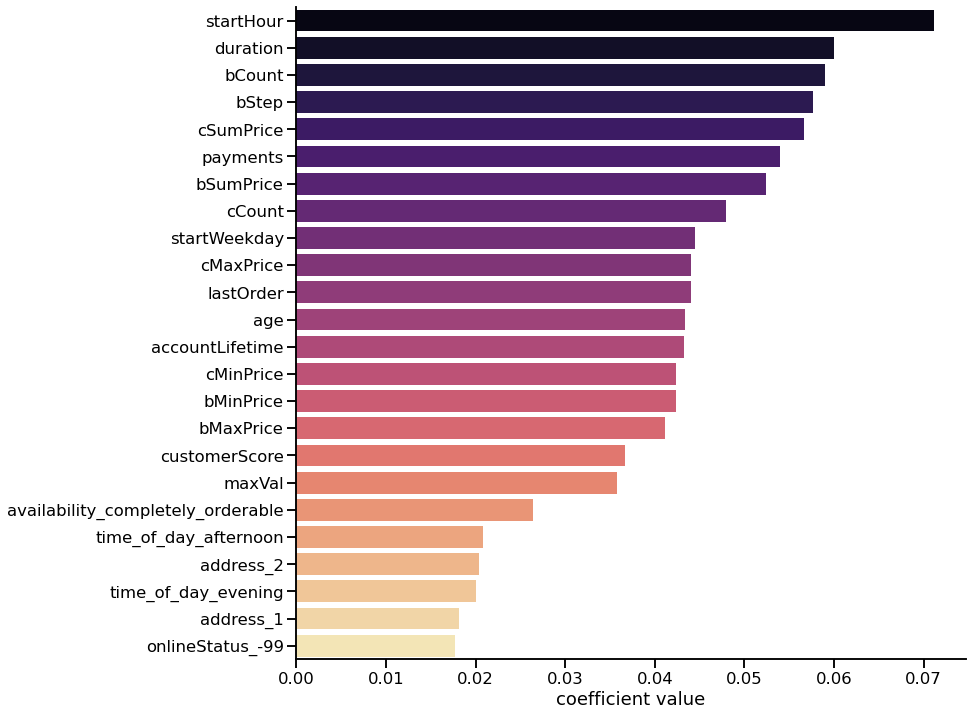 startHour
duration
bCount
bStep
cSumPrice
payments
bSumPrice
cCount
startWeekday
cMaxPrice
lastOrder
age
accountLifetime
cMinPrice
bMinPrice
bMaxPrice
customerScore
maxVal
availability_completely_orderable
time_of_day_afternoon
address_2
time_of_day_evening
address_1
onlineStatus_-99
0.00 0.01 0.02 0.03 0.04 0.05 0.06 0.07
coefficient value